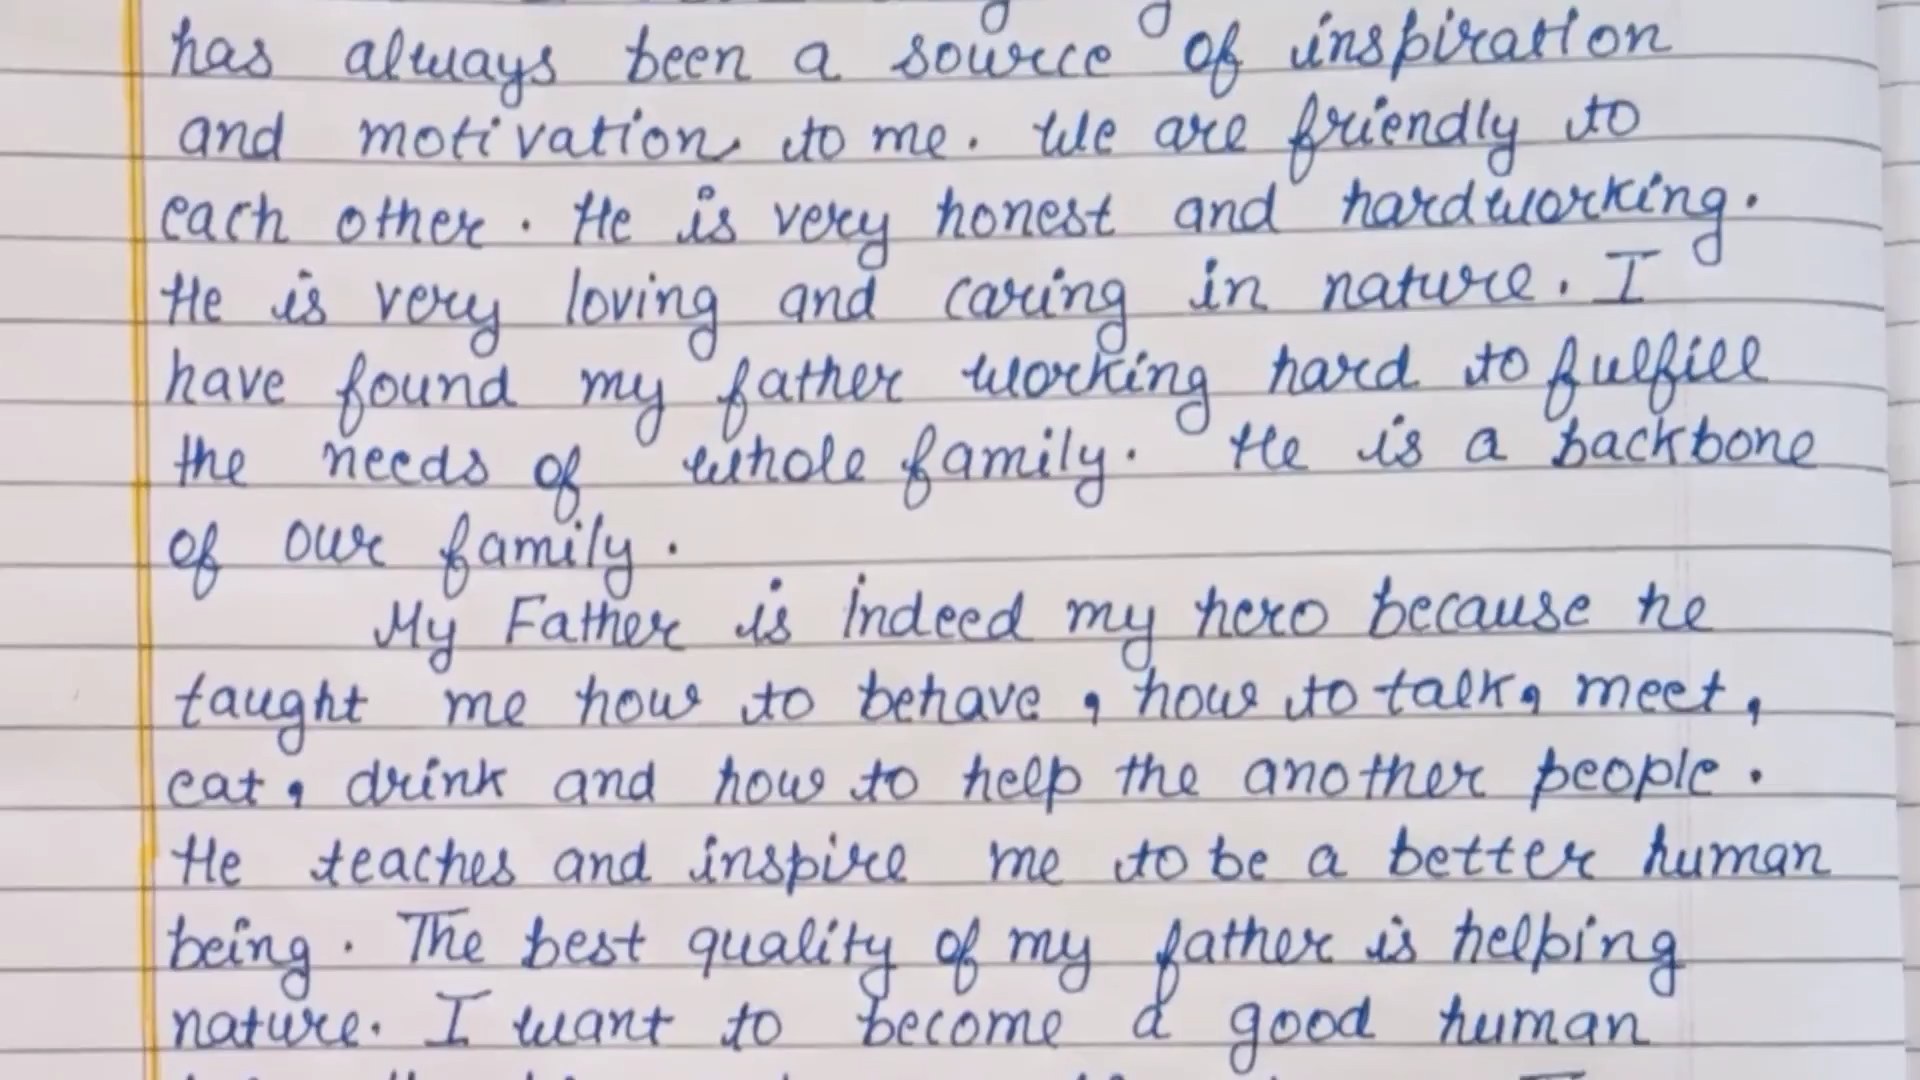 has always been a source of inspiration
and motivation to me. We are friendly to
each other. He is very honest and hardworking.
He is very loving and caring in nature. I
have found my father working hard to fulfill
the needs of whole family. He is a backbone
of our family.
My Father is indeed my hero because he
taught me how to behave, how to talk, meet,
eat, drink and how to help the another people.
He teaches and inspire me to be a better human
being. The best quality of my father is helping
nature. I want to become a good human